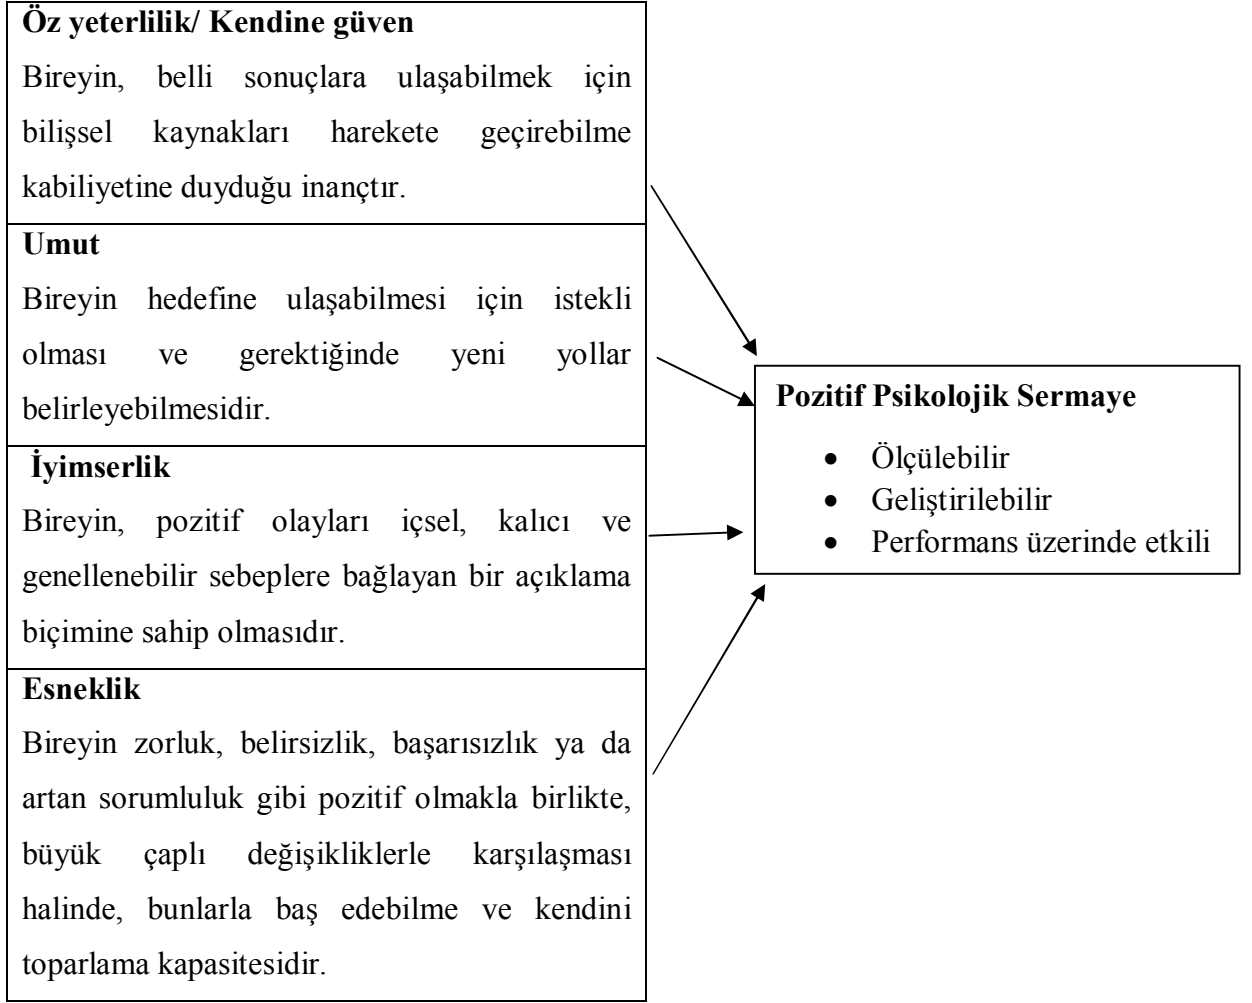 Öz yeterlilik/ Kendine güven
Bireyin, belli sonuçlara ulaşabilmek için
bilişsel kaynakları harekete geçirebilme
kabiliyetine duyduğu inançtır.
Umut
Bireyin hedefine ulaşabilmesi için istekli
olması ve gerektiğinde yeni yollar
belirleyebilmesidir.
İyimserlik
Bireyin, pozitif olayları içsel, kalıcı ve
genellenebilir sebeplere bağlayan bir açıklama
biçimine sahip olmasıdır.
Esneklik
Bireyin zorluk, belirsizlik, başarısızlık ya da
artan sorumluluk gibi pozitif olmakla birlikte,
büyük çaplı değişikliklerle karşılaşması
halinde, bunlarla baş edebilme ve kendini
toparlama kapasitesidir.
Pozitif Psikolojik Sermaye
• Ölçülebilir
• Geliştirilebilir
• Performans üzerinde etkili